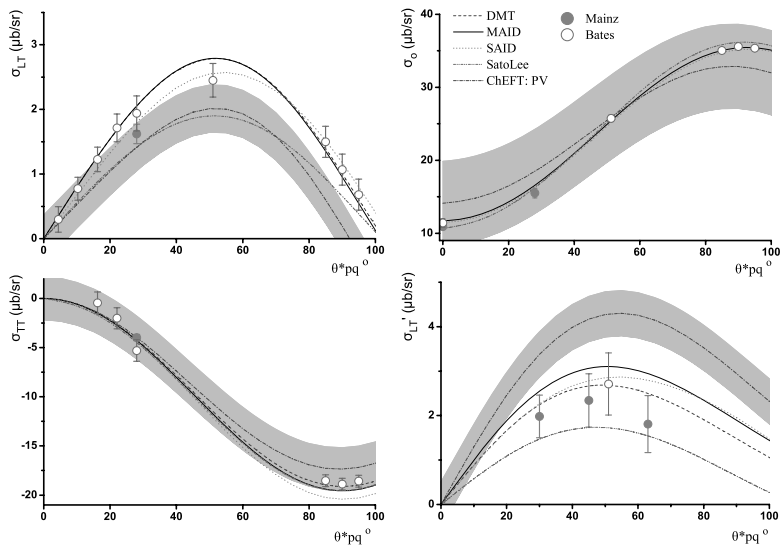 σLT (μb/sr)
3
2
1
0
0 20 40 60 80 100
θ*pq °
σo (μb/sr)
40
30
20
10
0 20 40 60 80 100
θ*pq °
DMT
MAID
SAID
SatoLee
ChEFT: PV
Mainz
Bates
σTT (μb/sr)
0
-5
-10
-15
-20
0 20 40 60 80 100
θ*pq °
σLT' (μb/sr)
4
2
0
0 20 40 60 80 100
θ*pq °